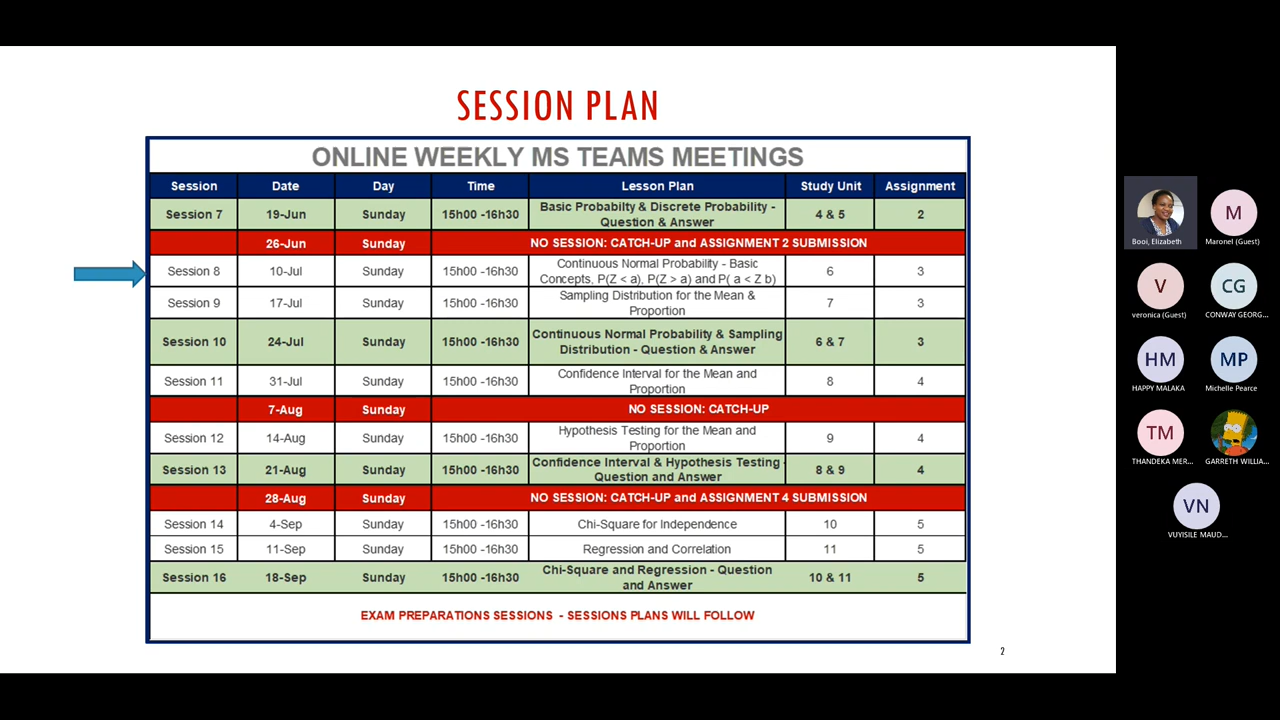 SESSION PLAN
ONLINE WEEKLY MS TEAMS MEETINGS
Session Date Day Time Lesson Plan Study Unit Assignment
Session 7 19-Jun Sunday 15h00 -16h30 Basic Probabilty & Discrete Probability - Question & Answer 4 & 5 2
26-Jun Sunday NO SESSION: CATCH-UP and ASSIGNMENT 2 SUBMISSION
Session 8 10-Jul Sunday 15h00 -16h30 Continuous Normal Probability - Basic Concepts, P(Z < a), P(Z > a) and P( a < Z b) 6 3
Session 9 17-Jul Sunday 15h00 -16h30 Sampling Distribution for the Mean & Proportion 7 3
Session 10 24-Jul Sunday 15h00 -16h30 Continuous Normal Probability & Sampling Distribution - Question & Answer 6 & 7 3
Session 11 31-Jul Sunday 15h00 -16h30 Confidence Interval for the Mean and Proportion 8 4
7-Aug Sunday NO SESSION: CATCH-UP
Session 12 14-Aug Sunday 15h00 -16h30 Hypothesis Testing for the Mean and Proportion 9 4
Session 13 21-Aug Sunday 15h00 -16h30 Confidence Interval & Hypothesis Testing - Question and Answer 8 & 9 4
28-Aug Sunday NO SESSION: CATCH-UP and ASSIGNMENT 4 SUBMISSION
Session 14 4-Sep Sunday 15h00 -16h30 Chi-Square for Independence 10 5
Session 15 11-Sep Sunday 15h00 -16h30 Regression and Correlation 11 5
Session 16 18-Sep Sunday 15h00 -16h30 Chi-Square and Regression - Question and Answer 10 & 11 5
EXAM PREPARATIONS SESSIONS - SESSIONS PLANS WILL FOLLOW
2
M
Booi, Elizabeth Maronel (Guest)
V CG
veronica (Guest) CONWAY GEORG...
HM MP
HAPPY MALAKA Michelle Pearce
TM
THANDEKA MER... GARRETH WILLIA...
VN
VUYISILE MAUD...